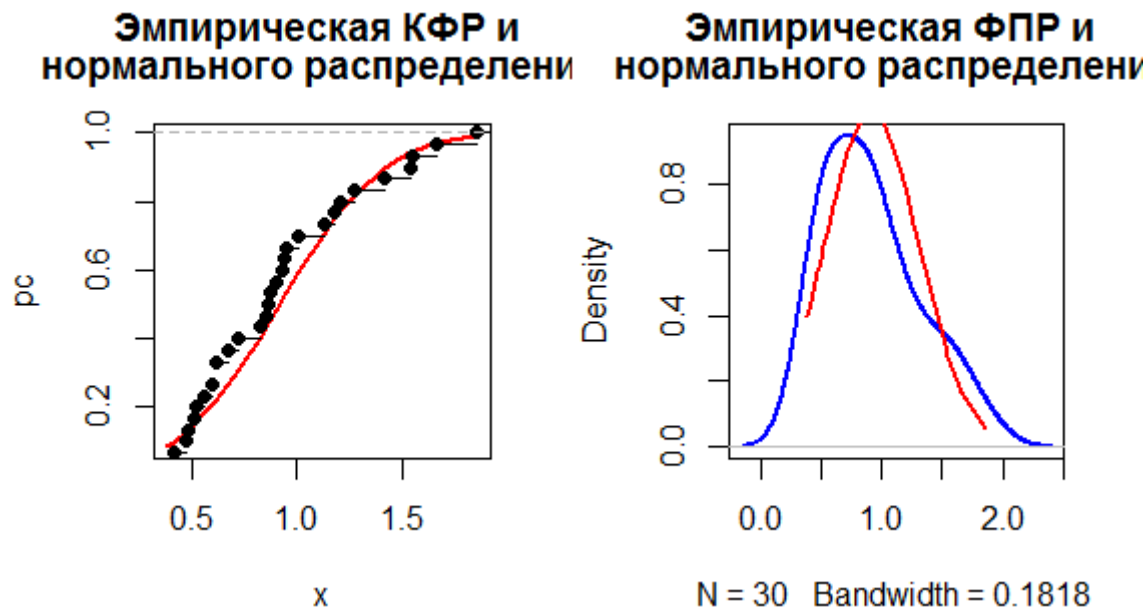 Эмпирическая КФР и
нормального распределени
1.0
0.6
0.2
pc
0.5 1.0 1.5
x
Эмпирическая ФПР и
нормального распределени
0.8
0.4
0.0
Density
0.0 1.0 2.0
N = 30 Bandwidth = 0.1818